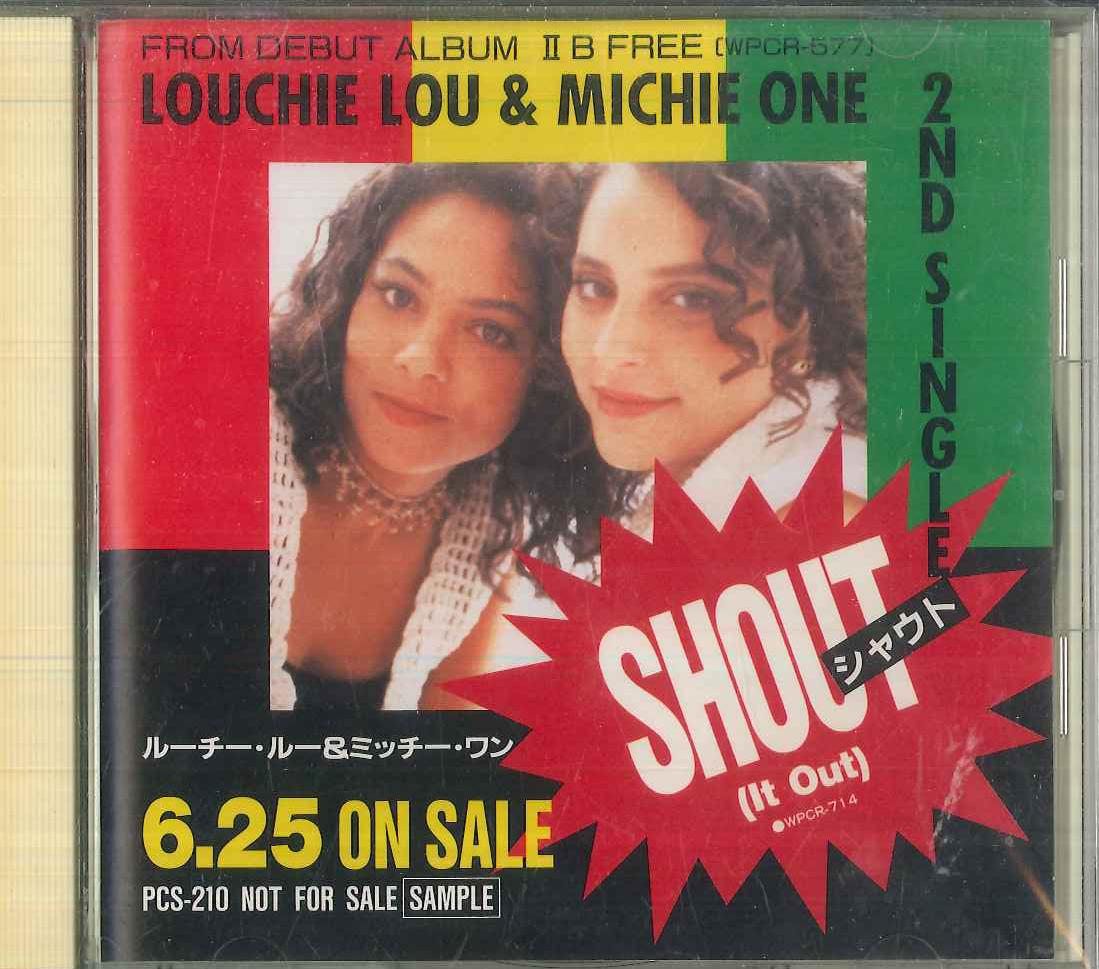 FROM DEBUT ALBUM II B FREE (WPCR-577)
LOUCHIE LOU & MICHIE ONE
2ND SINGLE
SHOUT
シャウト
(It Out)
●WPCR-714
ルーチー・ルー&ミッチー・ワン
6.25 ON SALE
PCS-210 NOT FOR SALE SAMPLE